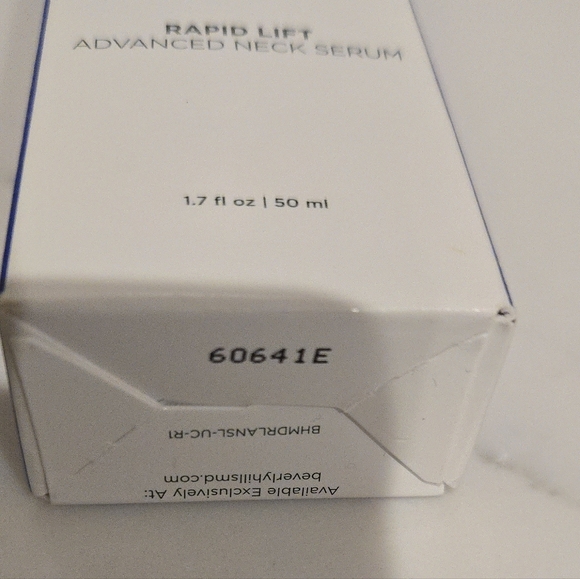 RAPID LIFT
ADVANCED NECK SERUM
1.7 fl oz | 50 ml
60641E
BHMDRLANSL-UC-R1
Available Exclusively At:
beverlyhillsmd.com